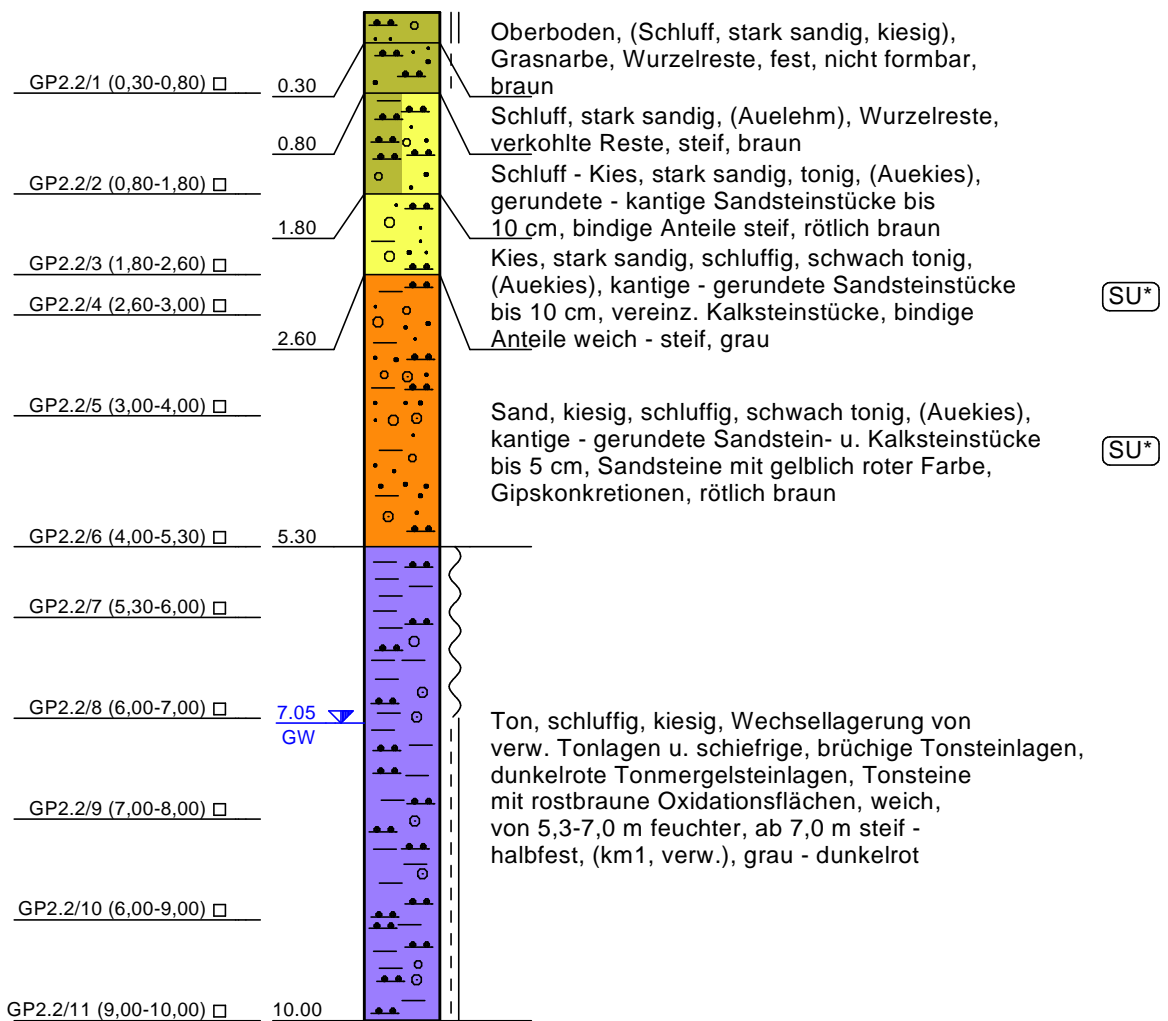 Oberboden, (Schluff, stark sandig, kiesig),
Grasnarbe, Wurzelreste, fest, nicht formbar,
braun
GP2.2/1 (0,30-0,80)
0.30
Schluff, stark sandig, (Auelehm), Wurzelreste,
verkohlte Reste, steif, braun
0.80
Schluff - Kies, stark sandig, tonig, (Auekies),
gerundete - kantige Sandsteinstücke bis
10 cm, bindige Anteile steif, rötlich braun
GP2.2/2 (0,80-1,80)
1.80
Kies, stark sandig, schluffig, schwach tonig,
(Auekies), kantige - gerundete Sandsteinstücke
bis 10 cm, vereinz. Kalksteinstücke, bindige
Anteile weich - steif, grau
GP2.2/3 (1,80-2,60)
SU*
GP2.2/4 (2,60-3,00)
2.60
GP2.2/5 (3,00-4,00)
Sand, kiesig, schluffig, schwach tonig, (Auekies),
kantige - gerundete Sandstein- u. Kalksteinstücke
bis 5 cm, Sandsteine mit gelblich roter Farbe,
Gipskonkretionen, rötlich braun
SU*
GP2.2/6 (4,00-5,30)
5.30
GP2.2/7 (5,30-6,00)
GP2.2/8 (6,00-7,00)
7.05
GW
Ton, schluffig, kiesig, Wechsellagerung von
verw. Tonlagen u. schiefrige, brüchige Tonsteinlagen,
dunkelrote Tonmergelsteinlagen, Tonsteine
mit rostbraune Oxidationsflächen, weich,
von 5,3-7,0 m feuchter, ab 7,0 m steif -
halbfest, (km1, verw.), grau - dunkelrot
GP2.2/9 (7,00-8,00)
GP2.2/10 (6,00-9,00)
GP2.2/11 (9,00-10,00)
10.00